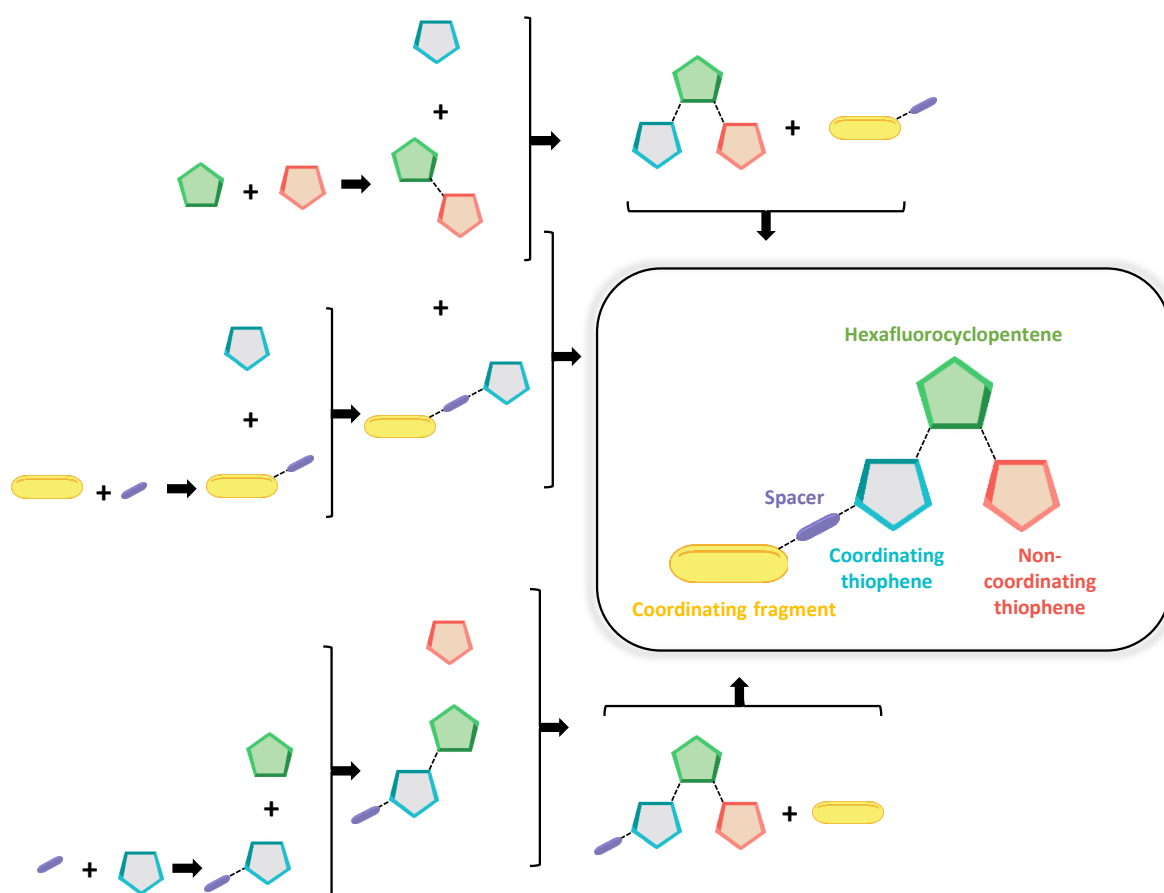 Hexafluorocyclopentene
Spacer
Coordinating
thiophene
Non-
coordinating
thiophene
Coordinating fragment